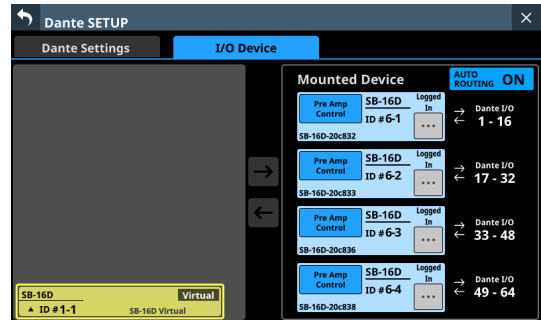 Dante SETUP
Dante Settings
I/O Device
Mounted Device
AUTO ROUTING ON
Pre Amp Control
SB-16D
ID # 6-1
Logged In
...
SB-16D-20c832
Dante I/O
1 - 16
Pre Amp Control
SB-16D
ID # 6-2
Logged In
...
SB-16D-20c833
Dante I/O
17 - 32
Pre Amp Control
SB-16D
ID # 6-3
Logged In
...
SB-16D-20c836
Dante I/O
33 - 48
Pre Amp Control
SB-16D
ID # 6-4
Logged In
...
SB-16D-20c838
Dante I/O
49 - 64
SB-16D
Virtual
ID # 1-1
SB-16D Virtual